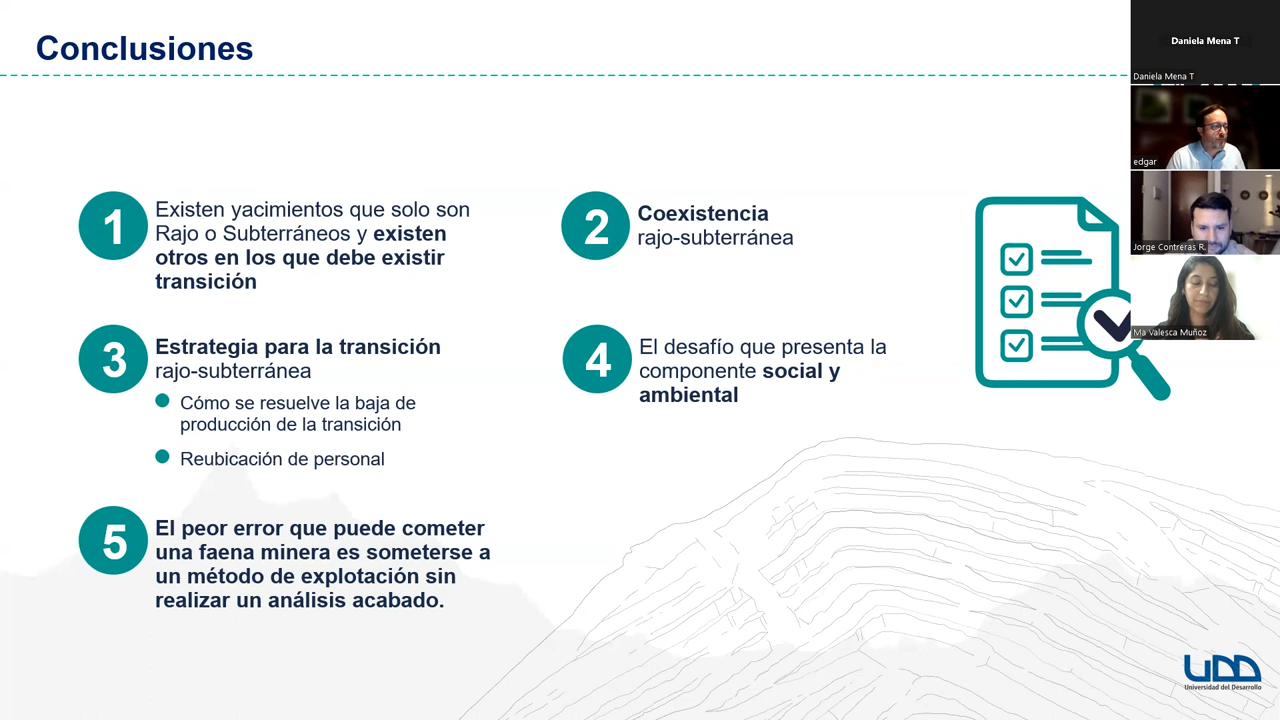 Conclusiones
1
Existen yacimientos que solo son
Rajo o Subterráneos y existen
otros en los que debe existir
transición
2
Coexistencia
rajo-subterránea
3
Estrategia para la transición
rajo-subterránea
Cómo se resuelve la baja de
producción de la transición
Reubicación de personal
4
El desafío que presenta la
componente social y
ambiental
5
El peor error que puede cometer
una faena minera es someterse a
un método de explotación sin
realizar un análisis acabado.
Daniela Mena T
Daniela Mena T
edgar
Jorge Contreras R.
Ma Valesca Muñoz
UDD
Universidad del Desarrollo